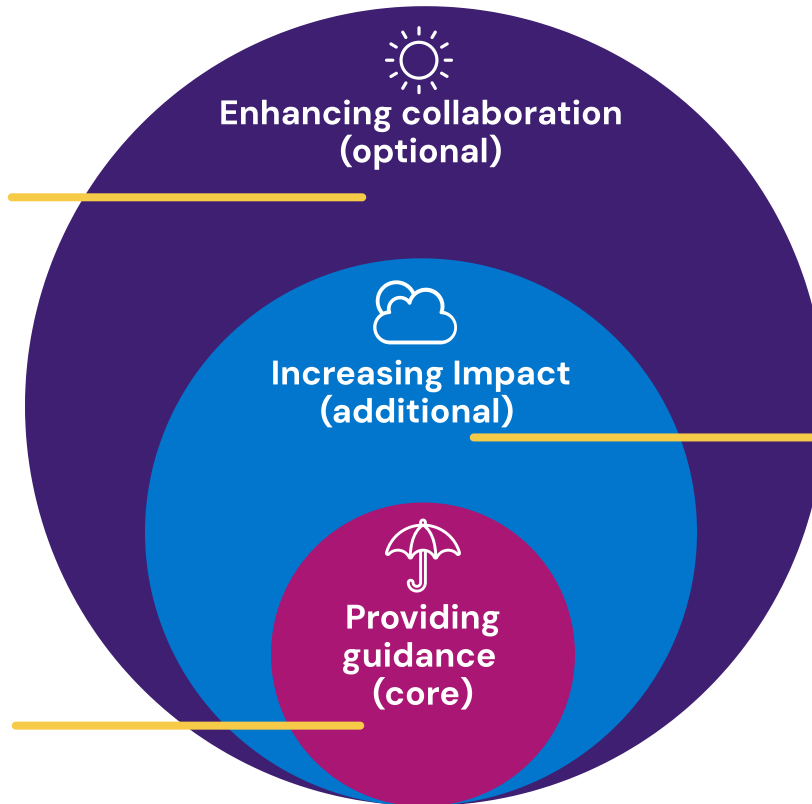 Enhancing collaboration
(optional)
Increasing Impact
(additional)
Providing
guidance
(core)